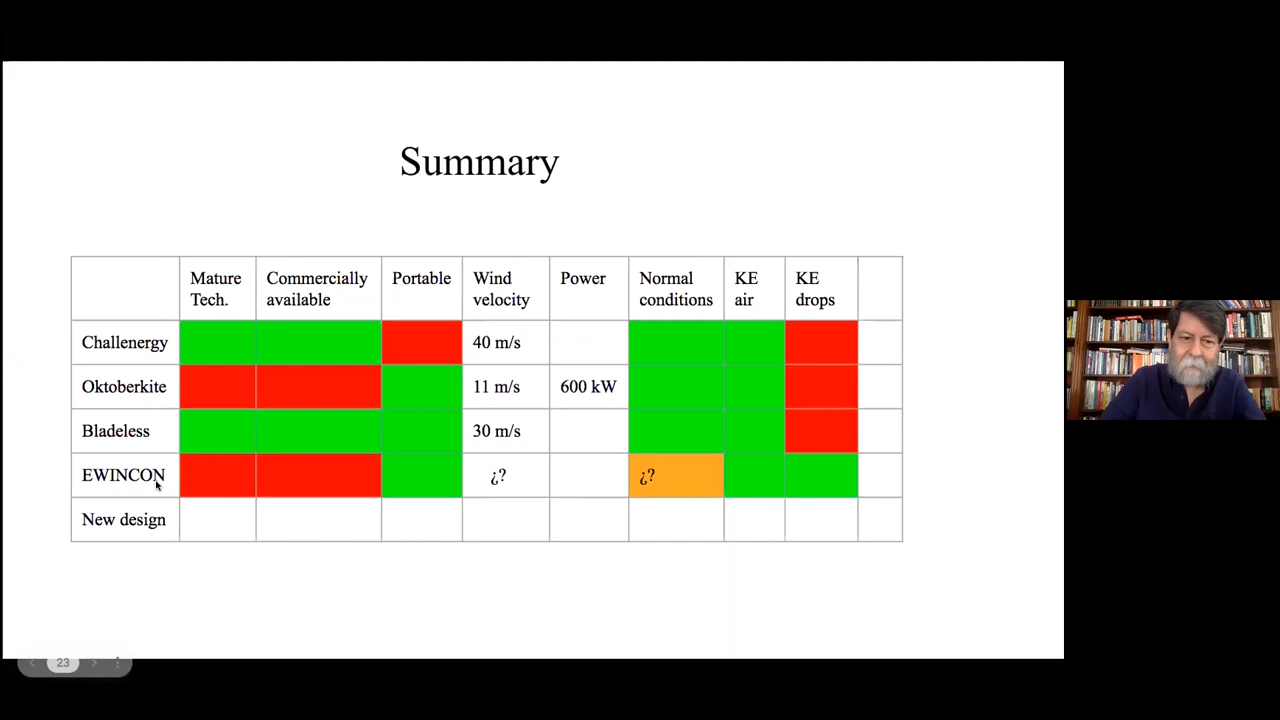 Summary
Mature Tech. Commercially available Portable Wind velocity Power Normal conditions KE air KE drops
Challenergy 40 m/s
Oktoberkite 11 m/s 600 kW
Bladeless 30 m/s
EWINCON ¿? ¿?
New design
23